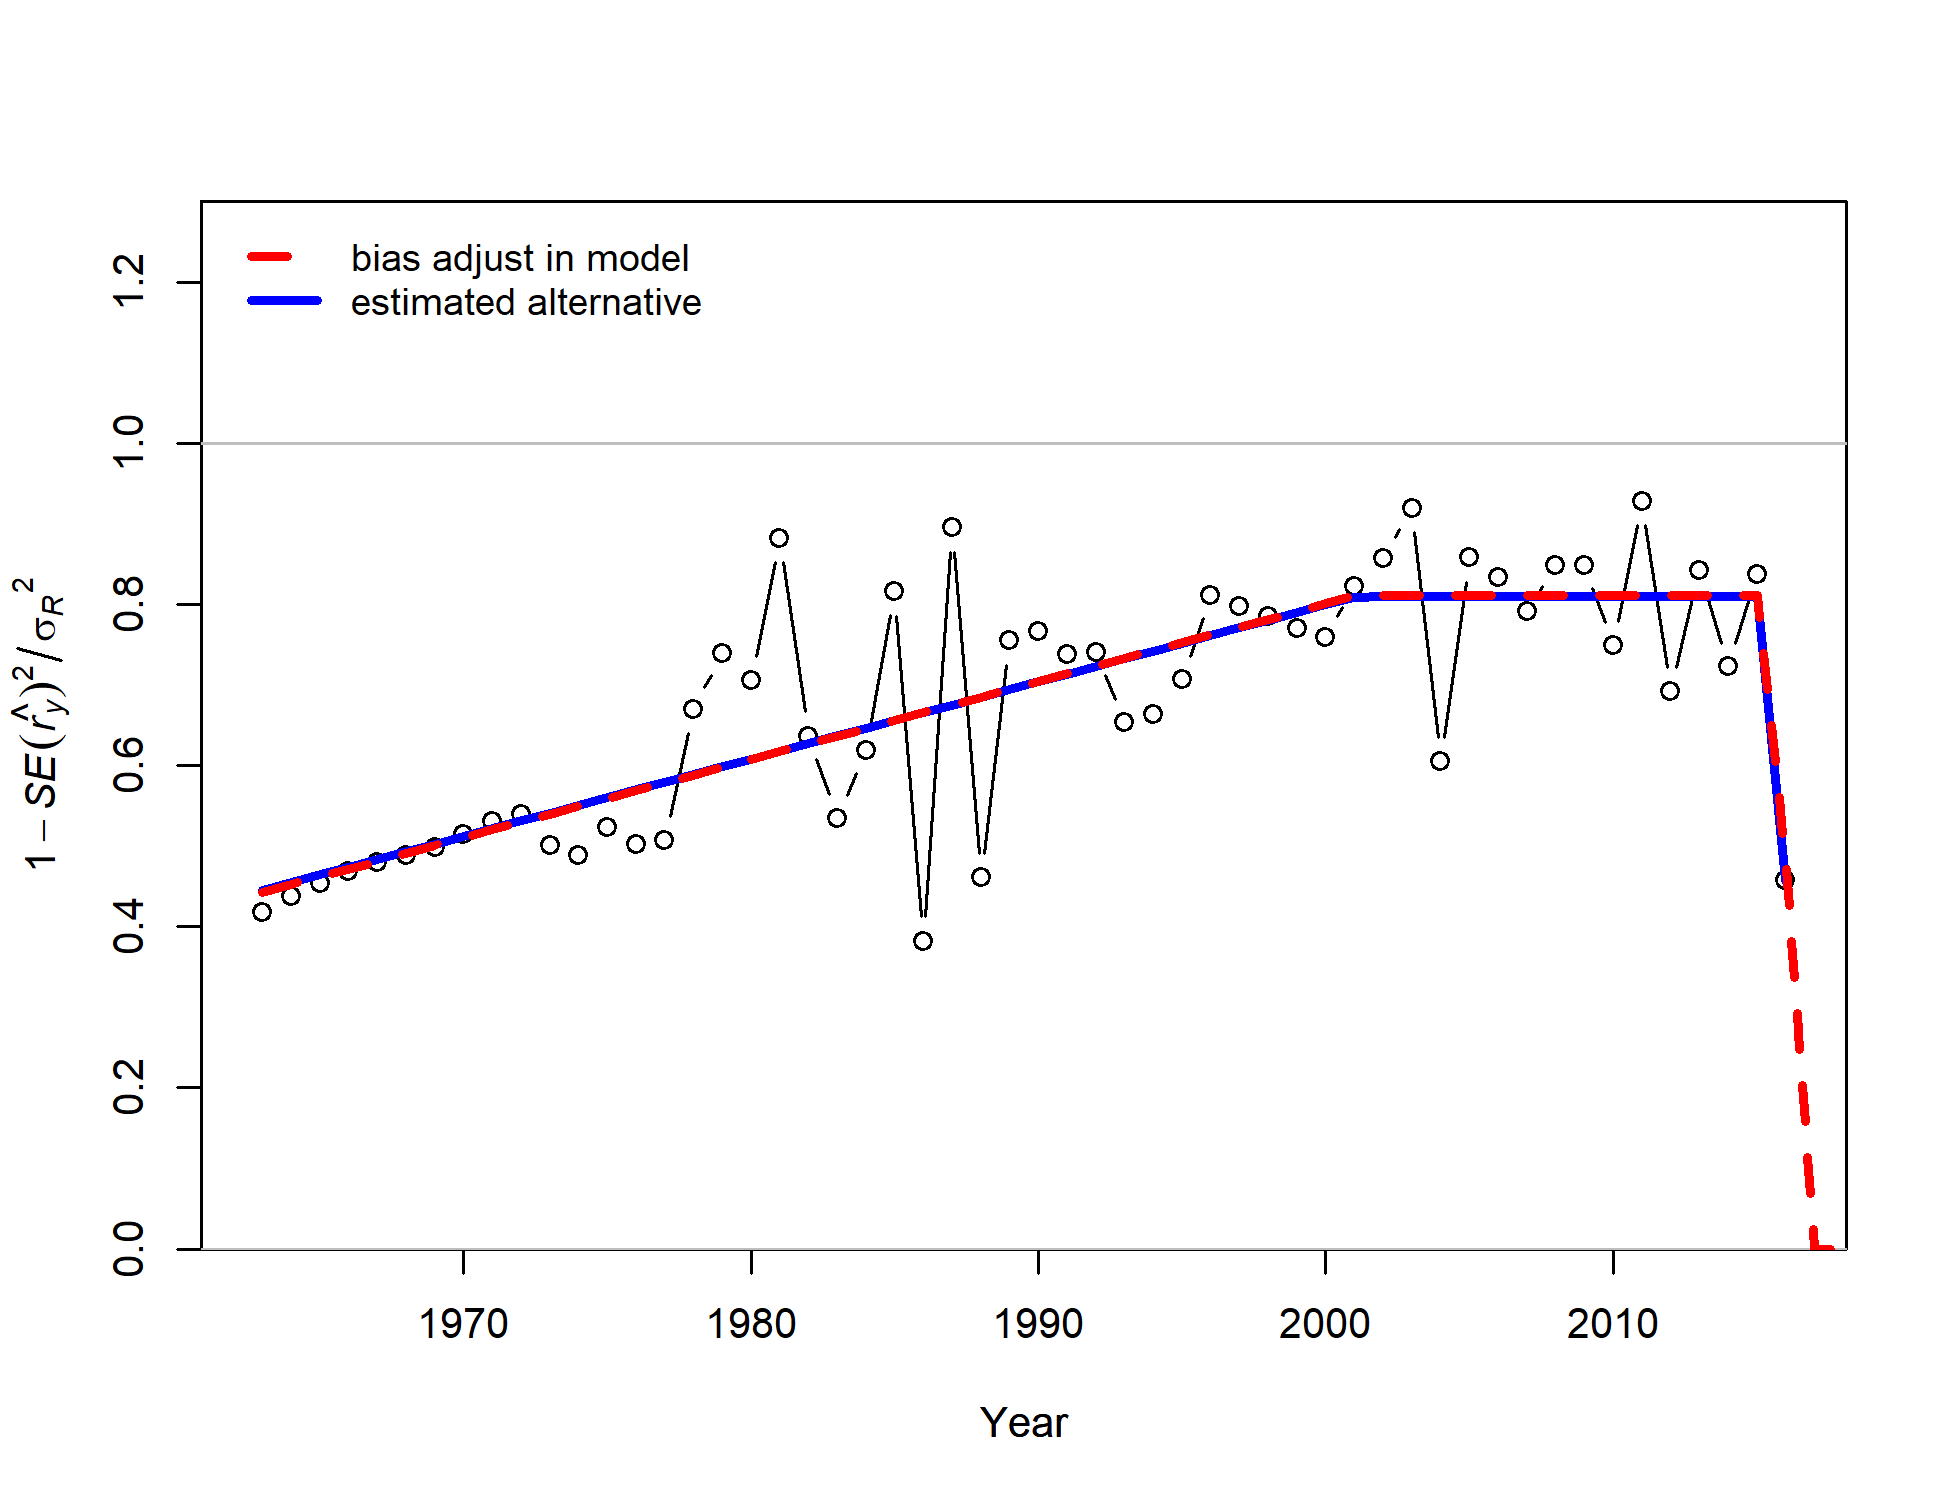 bias adjust in model
estimated alternative
1 − SE(r̂y)² / σR²
1.2
1.0
0.8
0.6
0.4
0.2
0.0
1970 1980 1990 2000 2010
Year